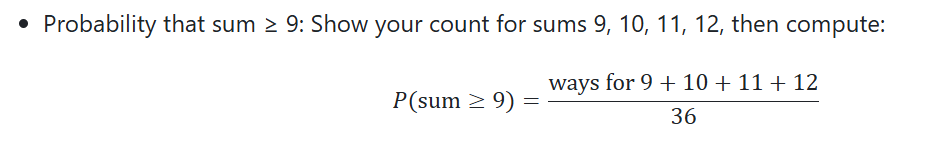 • Probability that sum ≥ 9: Show your count for sums 9, 10, 11, 12, then compute:
P(sum ≥ 9) = ways for 9 + 10 + 11 + 12
36